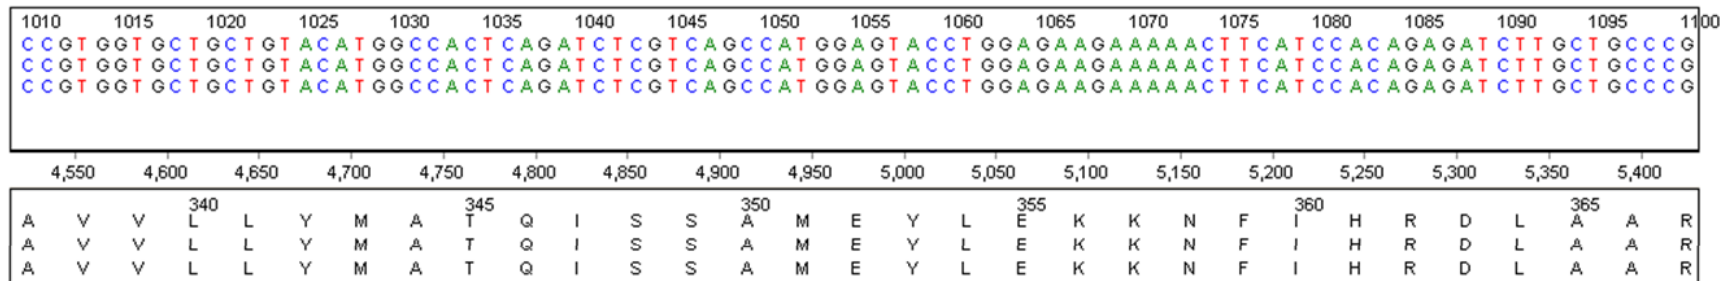 1010 1015 1020 1025 1030 1035 1040 1045 1050 1055 1060 1065 1070 1075 1080 1085 1090 1095 1100
C C G T G G T G C T G C T G T A C A T G G C C A C T C A G A T C T C G T C A G C C A T G G A G T A C C T G G A G A A G A A A A A C T T C A T C C A C A G A G A T C T T G C T G C C C G
C C G T G G T G C T G C T G T A C A T G G C C A C T C A G A T C T C G T C A G C C A T G G A G T A C C T G G A G A A G A A A A A C T T C A T C C A C A G A G A T C T T G C T G C C C G
C C G T G G T G C T G C T G T A C A T G G C C A C T C A G A T C T C G T C A G C C A T G G A G T A C C T G G A G A A G A A A A A C T T C A T C C A C A G A G A T C T T G C T G C C C G
4,550 4,600 4,650 4,700 4,750 4,800 4,850 4,900 4,950 5,000 5,050 5,100 5,150 5,200 5,250 5,300 5,350 5,400
340 345 350 355 360 365
A V V L L Y M A T Q I S S A M E Y L E K K N F I H R D L A A R
A V V L L Y M A T Q I S S A M E Y L E K K N F I H R D L A A R
A V V L L Y M A T Q I S S A M E Y L E K K N F I H R D L A A R